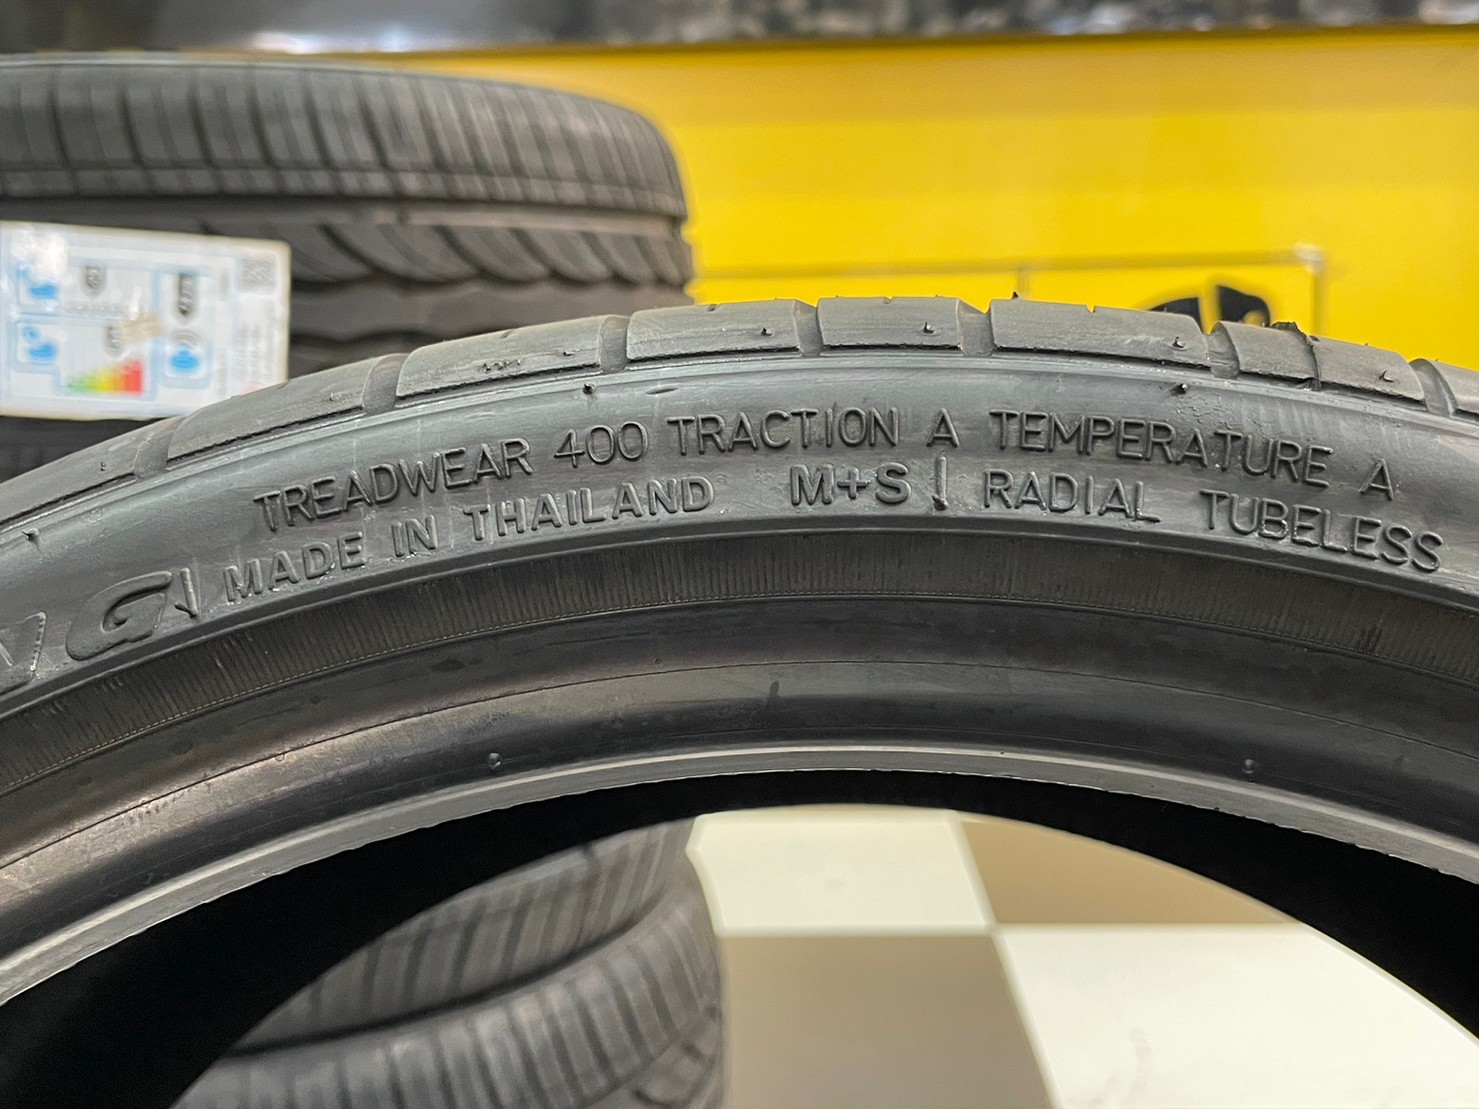 TREADWEAR 400 TRACTION A TEMPERATURE A
MADE IN THAILAND M+S RADIAL TUBELESS